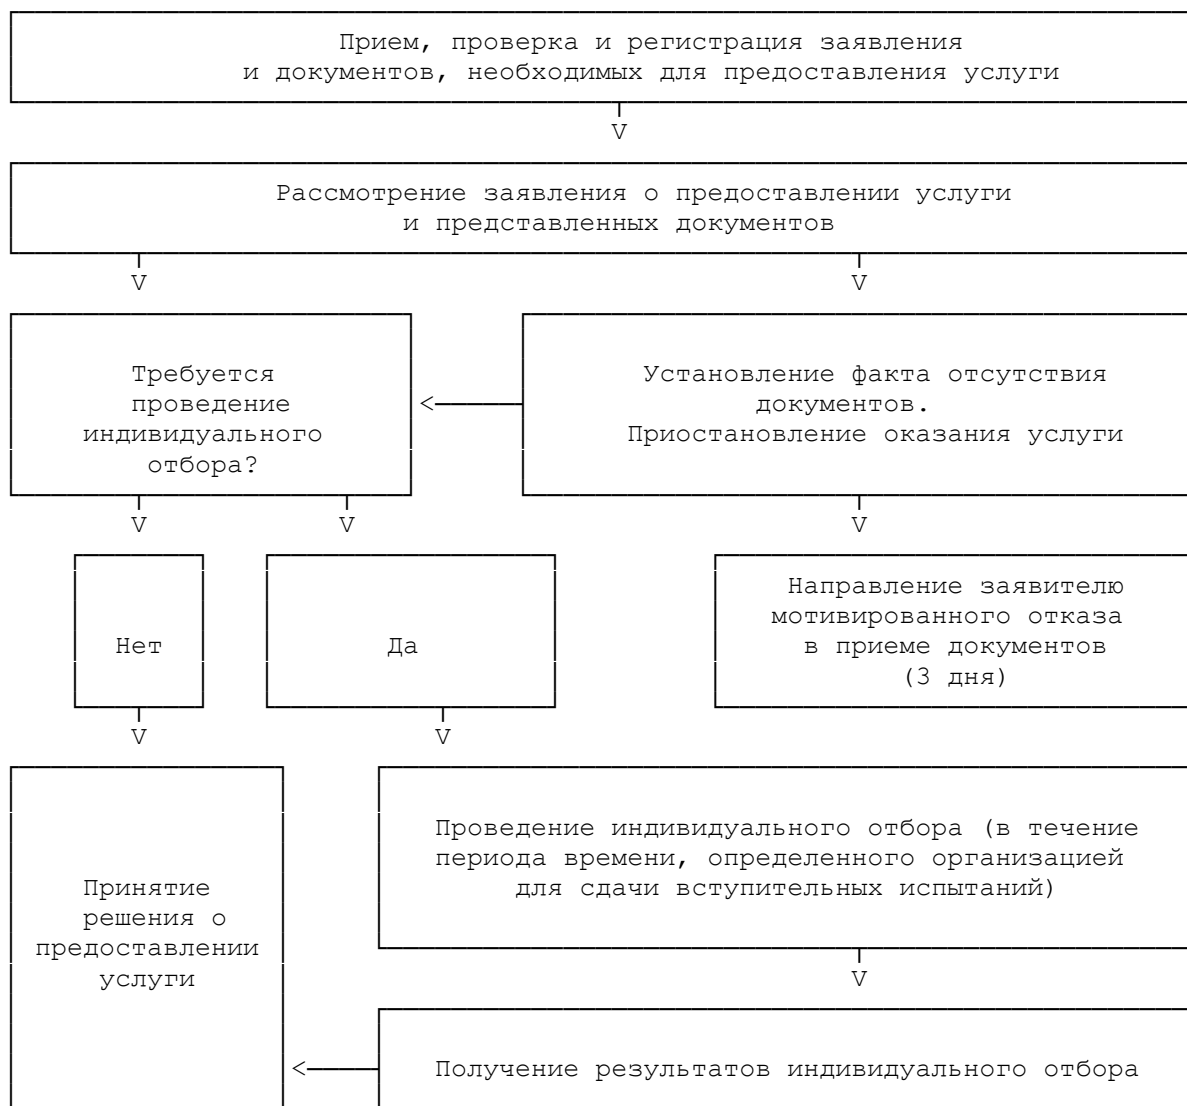 Прием, проверка и регистрация заявления
и документов, необходимых для предоставления услуги
V
Рассмотрение заявления о предоставлении услуги
и представленных документов
V
V
Требуется
проведение
индивидуального
отбора?
<
Установление факта отсутствия
документов.
Приостановление оказания услуги
V
V
V
Нет
Да
Направление заявителю
мотивированного отказа
в приеме документов
(3 дня)
V
V
Принятие
решения о
предоставлении
услуги
Проведение индивидуального отбора (в течение
периода времени, определенного организацией
для сдачи вступительных испытаний)
V
<
Получение результатов индивидуального отбора